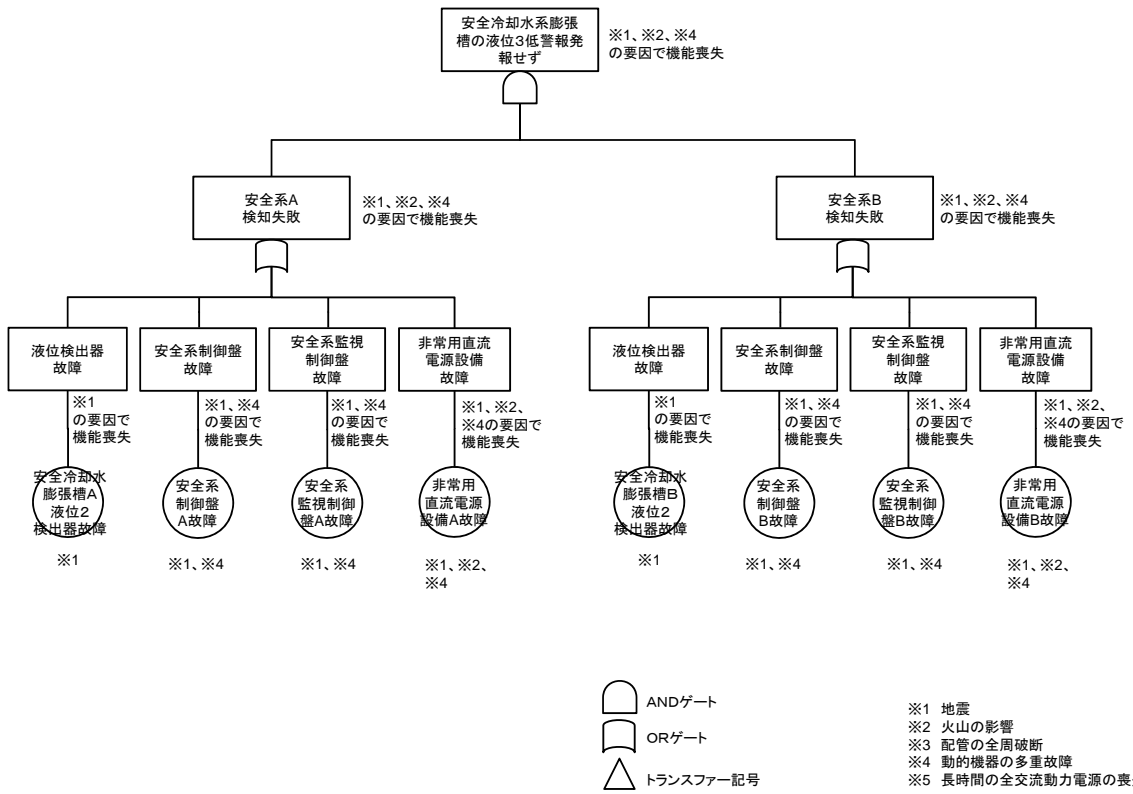 安全冷却水系膨張
槽の液位3低警報発
報せず
※1、※2、※4
の要因で機能喪失
安全系A
検知失敗
※1、※2、※4
の要因で機能喪失
安全系B
検知失敗
※1、※2、※4
の要因で機能喪失
液位検出器
故障
※1
の要因で
機能喪失
安全系制御盤
故障
※1、※4
の要因で
機能喪失
安全系監視
制御盤
故障
※1、※4
の要因で
機能喪失
非常用直流
電源設備
故障
※1、※2、
※4の要因で
機能喪失
液位検出器
故障
※1
の要因で
機能喪失
安全系制御盤
故障
※1、※4
の要因で
機能喪失
安全系監視
制御盤
故障
※1、※4
の要因で
機能喪失
非常用直流
電源設備
故障
※1、※2、
※4の要因で
機能喪失
安全冷却水
膨張槽A
液位2
検出器故障
※1
安全系
制御盤
A故障
※1、※4
安全系
監視制御
盤A故障
※1、※4
非常用
直流電源
設備A故障
※1、※2、
※4
安全冷却水
膨張槽B
液位2
検出器故障
※1
安全系
制御盤
B故障
※1、※4
安全系
監視制御
盤B故障
※1、※4
非常用
直流電源
設備B故障
※1、※2、
※4
ANDゲート
ORゲート
トランスファー記号
※1 地震
※2 火山の影響
※3 配管の全周破断
※4 動的機器の多重故障
※5 長時間の全交流動力電源の喪